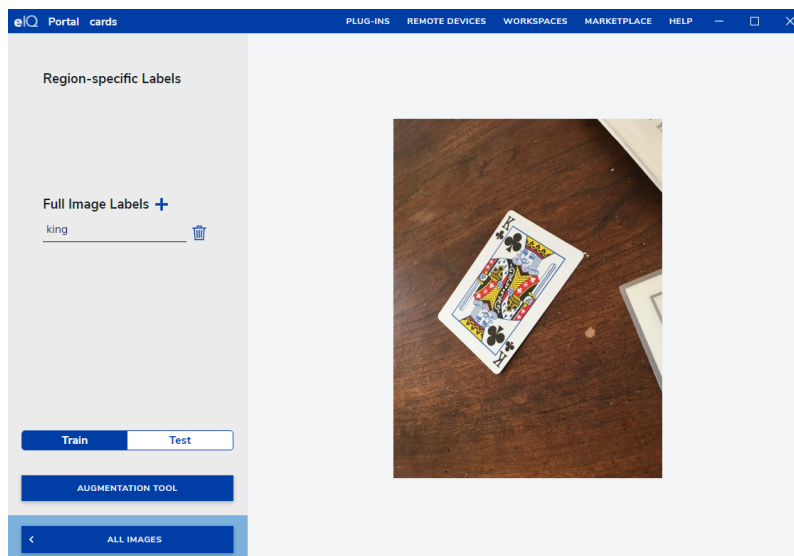 eIQ Portal cards PLUG-INS REMOTE DEVICES WORKSPACES MARKETPLACE HELP
Region-specific Labels
Full Image Labels +
king
K
K
Train Test
AUGMENTATION TOOL
ALL IMAGES